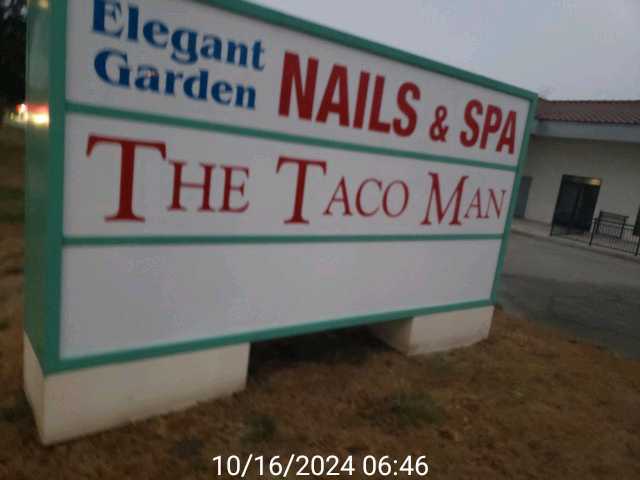 Elegant
Garden
NAILS & SPA
THE TACO MAN
10/16/2024 06:46